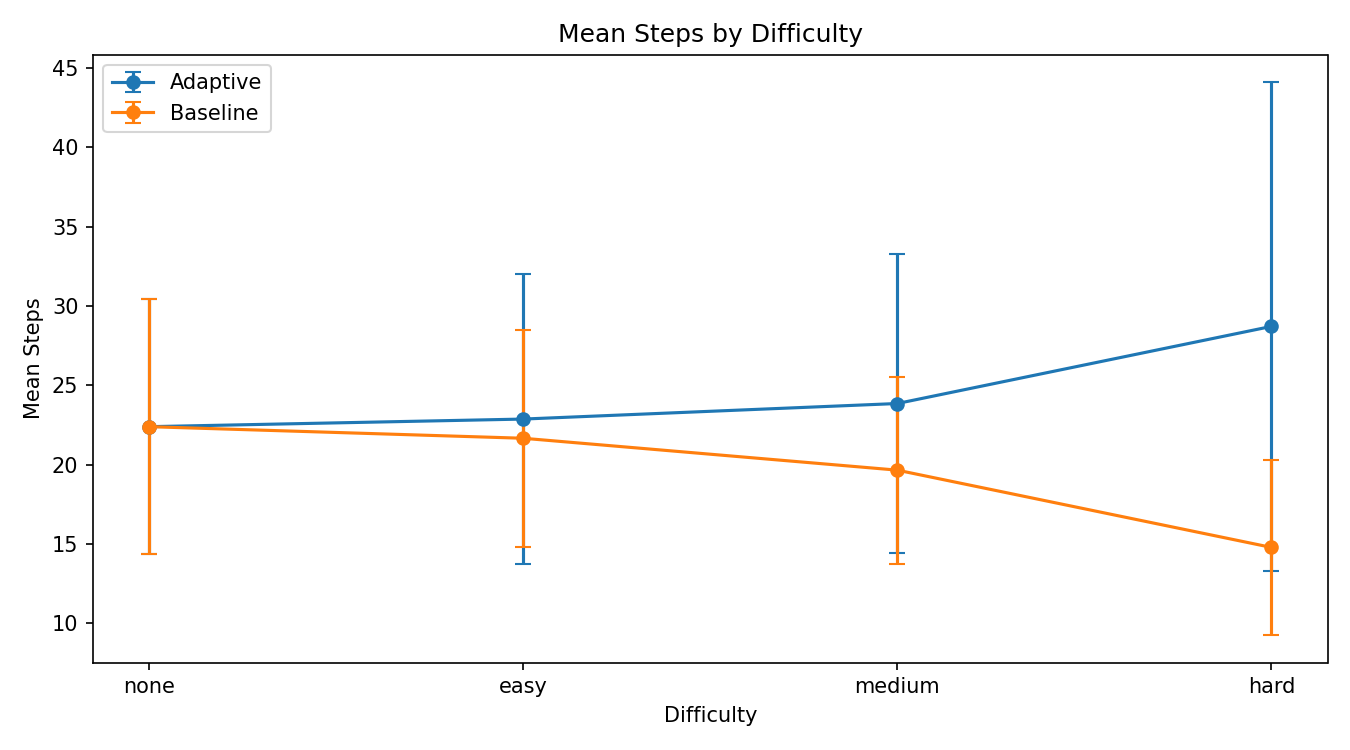 Mean Steps by Difficulty
Adaptive
Baseline
Mean Steps
45
40
35
30
25
20
15
10
none easy medium hard
Difficulty